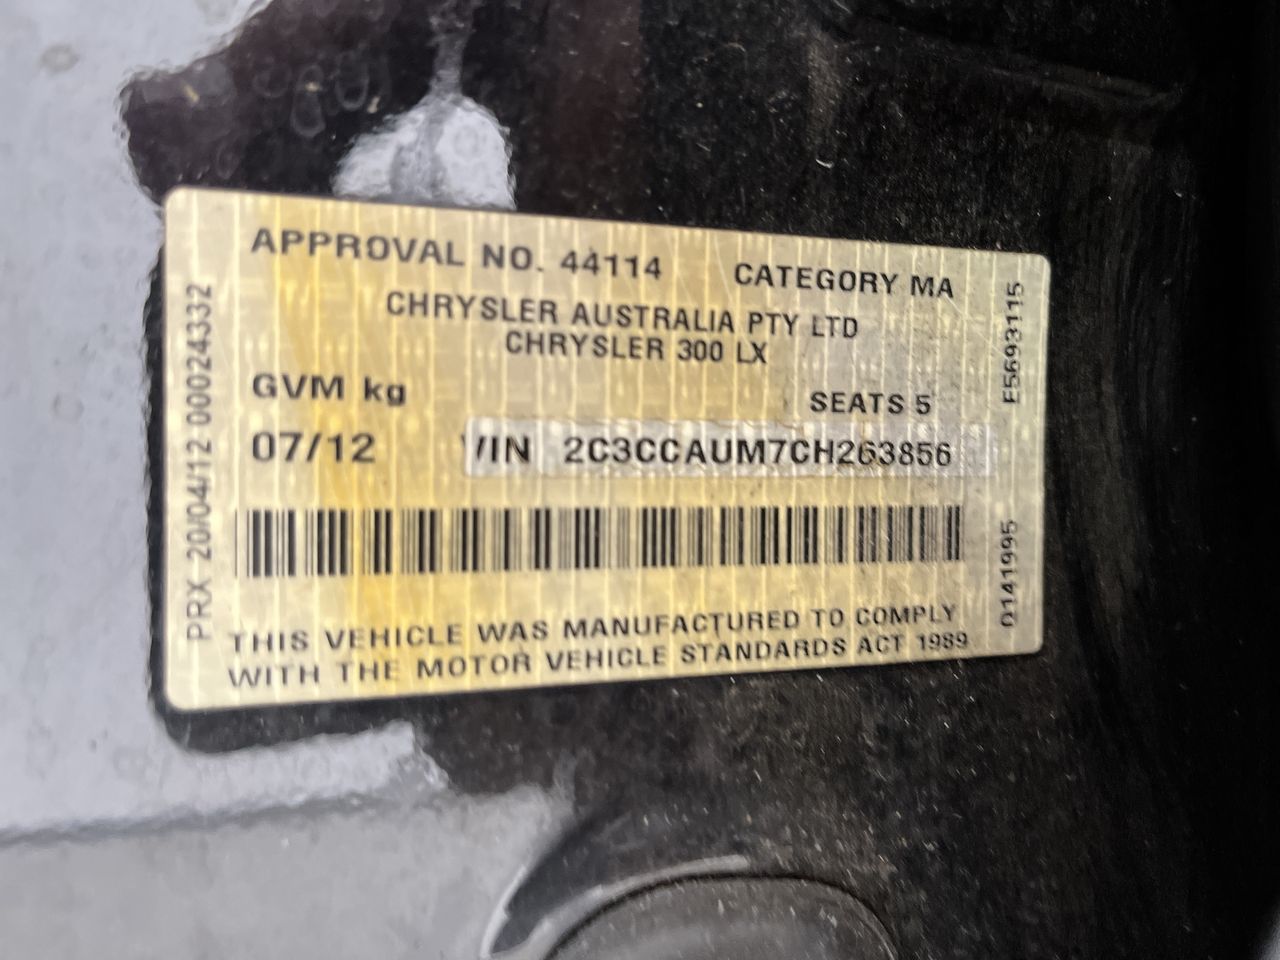 APPROVAL NO. 44114 CATEGORY MA
CHRYSLER AUSTRALIA PTY LTD
CHRYSLER 300 LX
GVM kg SEATS 5
07/12 VIN 2C3CCAUM7CH263856
THIS VEHICLE WAS MANUFACTURED TO COMPLY
WITH THE MOTOR VEHICLE STANDARDS ACT 1989
PRX 20/04/12 00024332
E5693115
Q141995